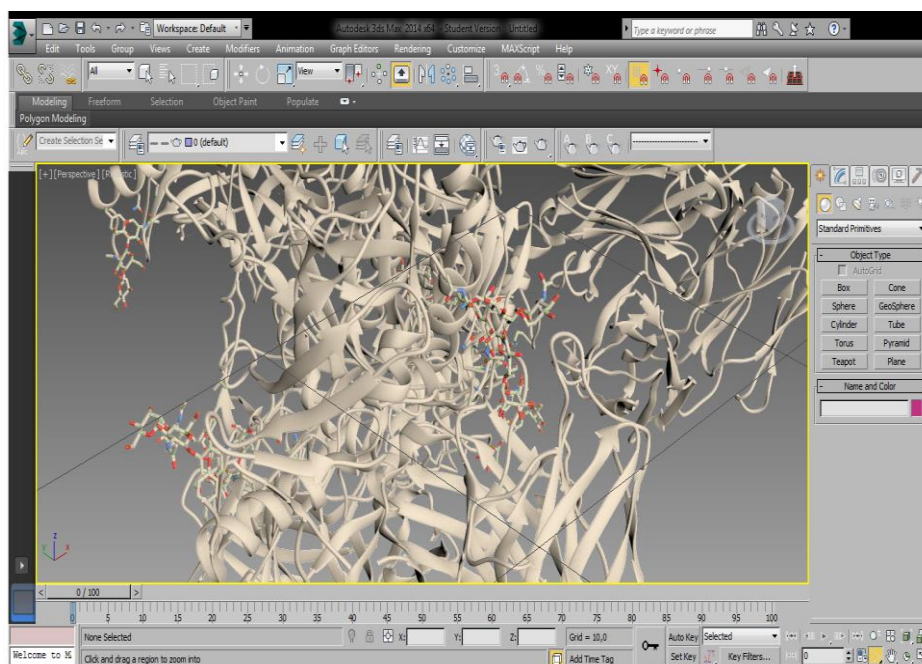 Workspace: Default
Autodesk 3ds Max 2014 x64 - Student Version - Untitled
Type a keyword or phrase
Edit Tools Group Views Create Modifiers Animation Graph Editors Rendering Customize MAXScript Help
All View
Modeling Freeform Selection Object Paint Populate
Polygon Modeling
Create Selection Se 0 (default)
[+] [Perspective]
Standard Primitives
- Object Type
AutoGrid
Box Cone
Sphere GeoSphere
Cylinder Tube
Torus Pyramid
Teapot Plane
- Name and Color
z
x
< 0 / 100 >
0 5 10 15 20 25 30 35 40 45 50 55 60 65 70 75 80 85 90 95 100
None Selected X: Y: Z: Grid = 10,0 Auto Key Selected
Welcome to M Click and drag a region to zoom into Add Time Tag Set Key Key Filters... 0